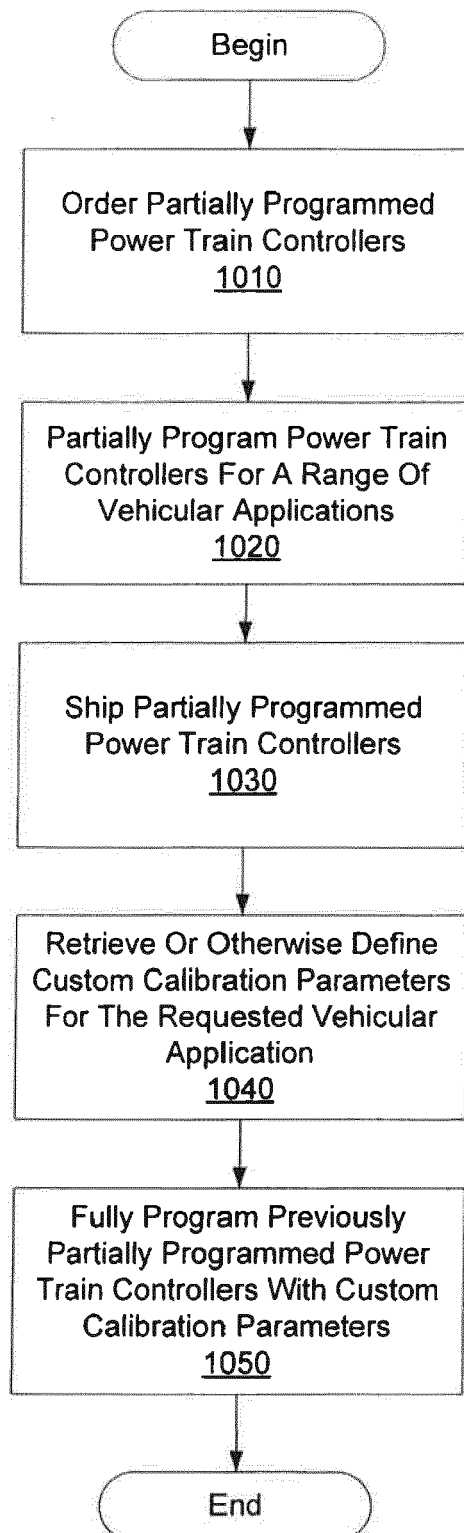 Begin
Order Partially Programmed
Power Train Controllers
1010
Partially Program Power Train
Controllers For A Range Of
Vehicular Applications
1020
Ship Partially Programmed
Power Train Controllers
1030
Retrieve Or Otherwise Define
Custom Calibration Parameters
For The Requested Vehicular
Application
1040
Fully Program Previously
Partially Programmed Power
Train Controllers With Custom
Calibration Parameters
1050
End